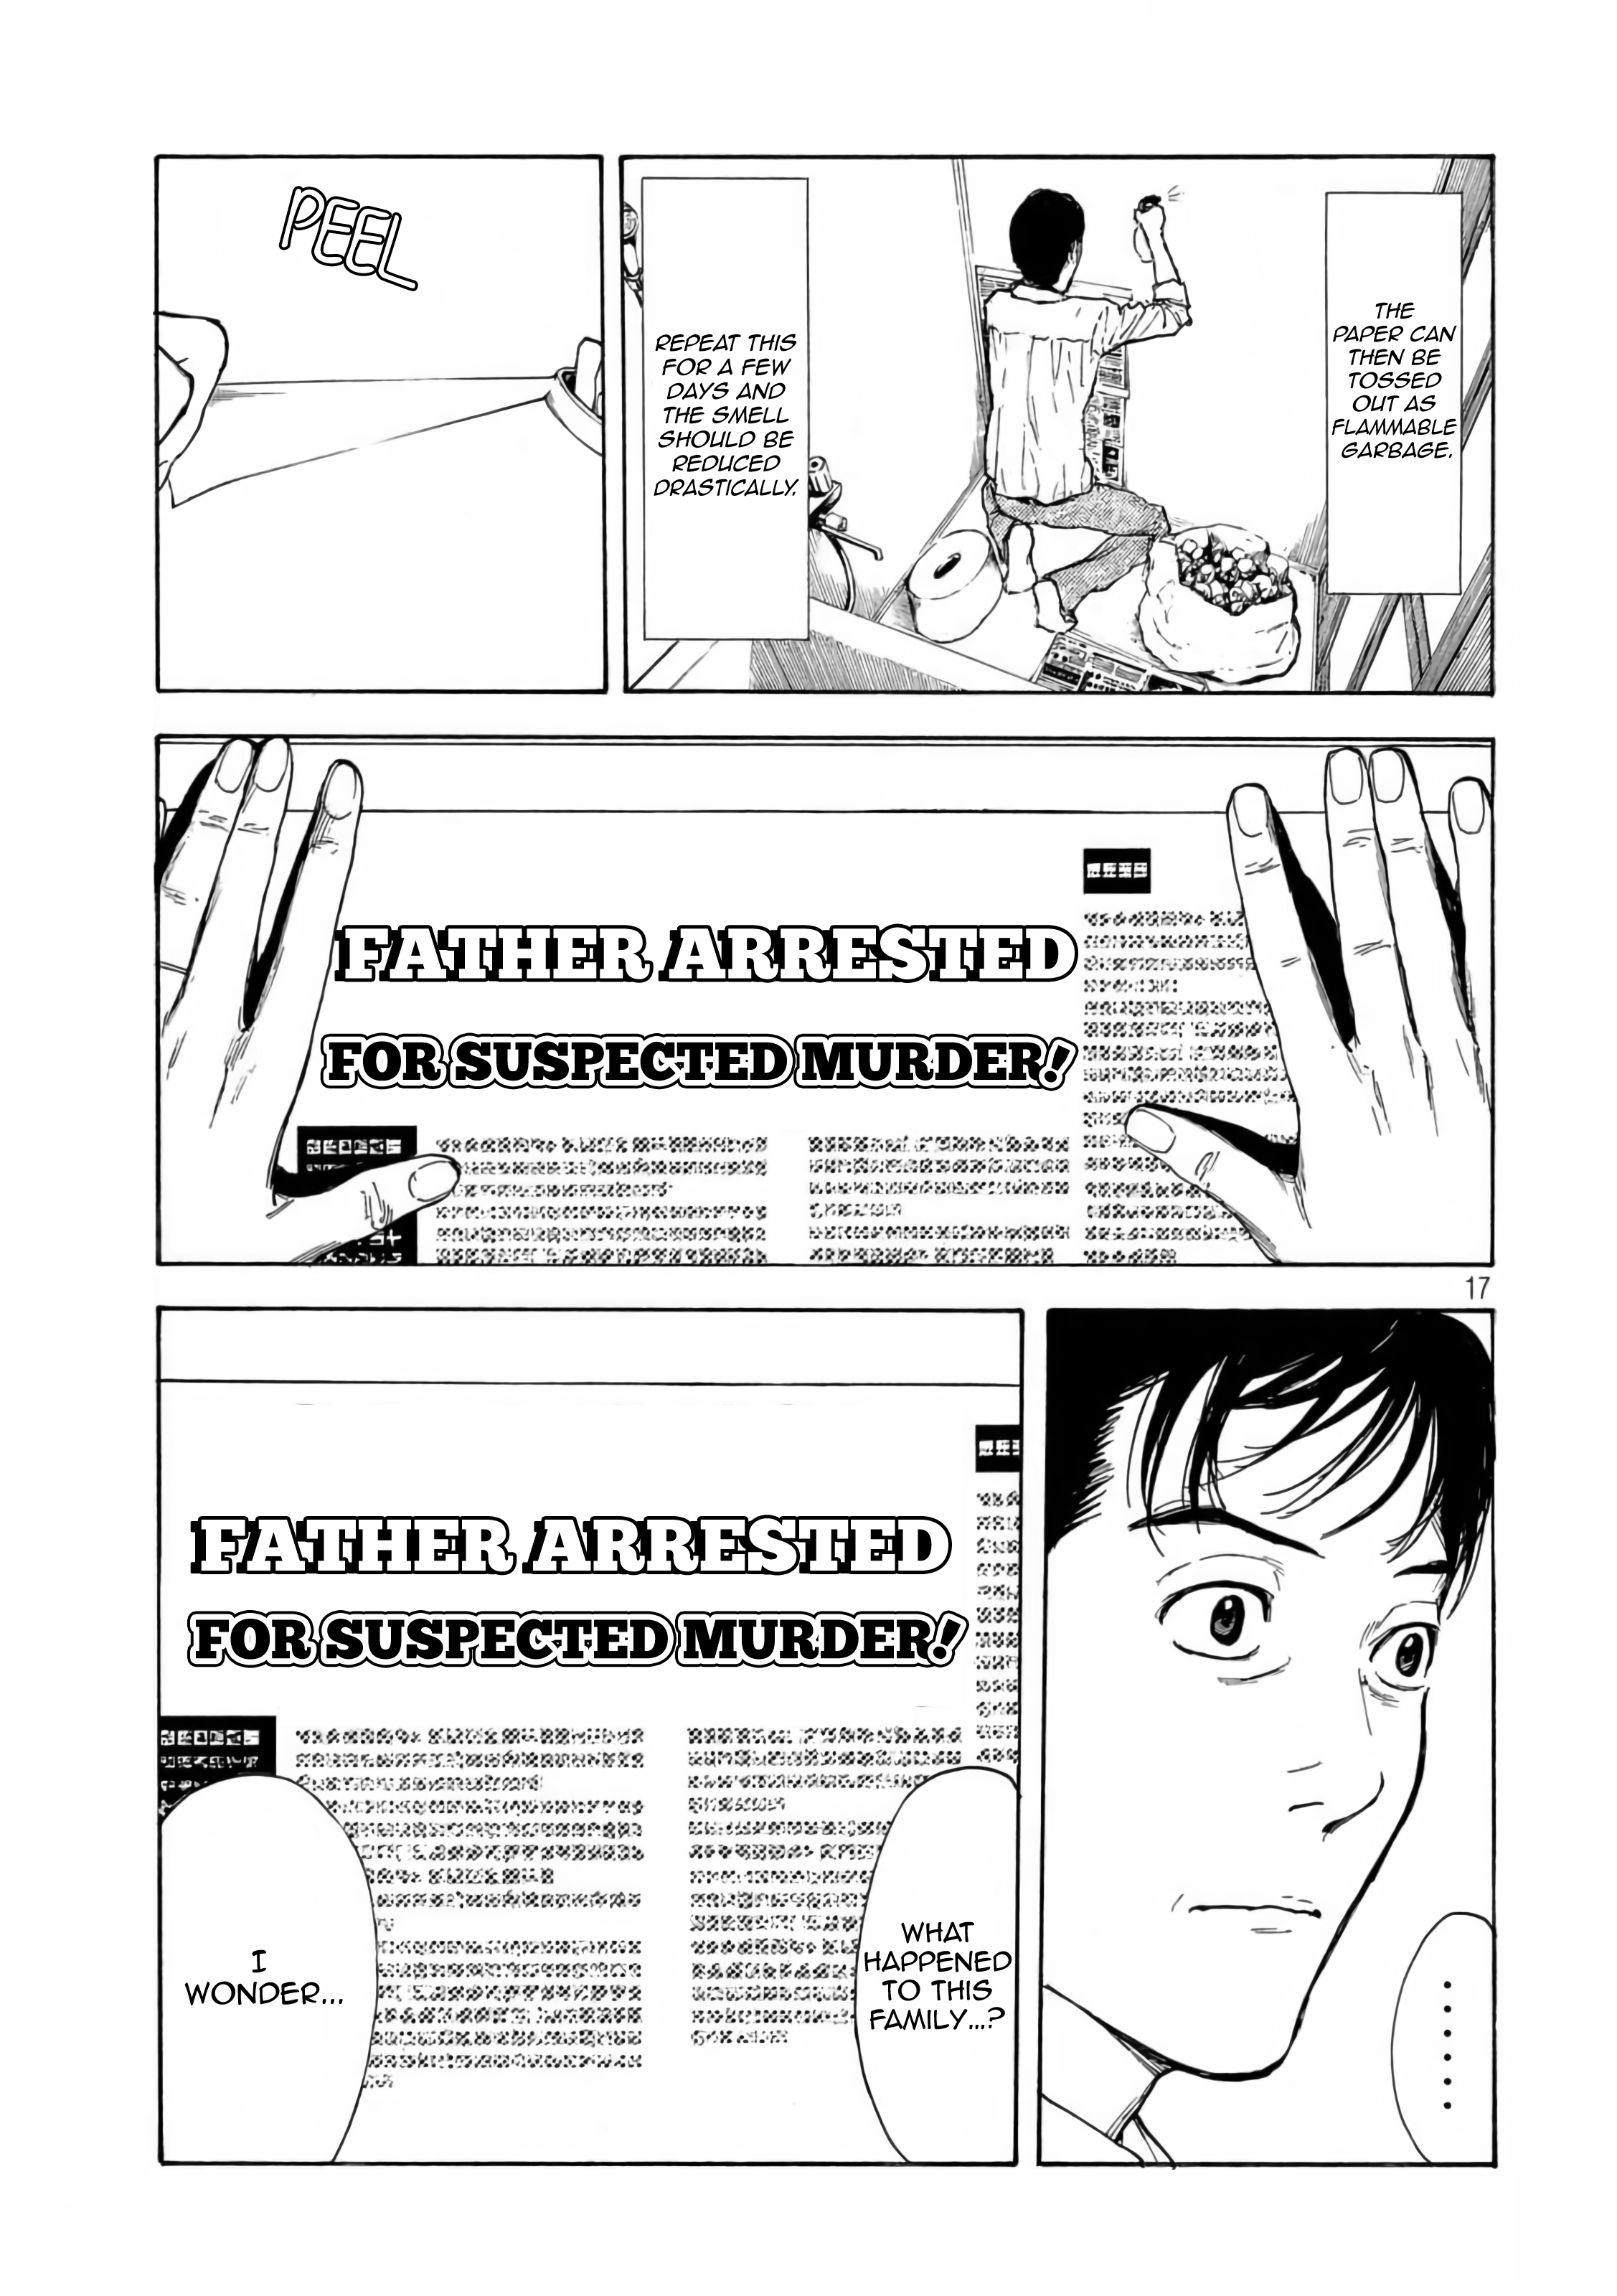 THE
PAPER CAN
THEN BE
TOSSED
OUT AS
FLAMMABLE
GARBAGE.
REPEAT THIS
FOR A FEW
DAYS AND
THE SMELL
SHOULD BE
REDUCED
DRASTICALLY.
PEEL
FATHER ARRESTED
FOR SUSPECTED MURDER!
17
......
FATHER ARRESTED
FOR SUSPECTED MURDER!
WHAT
HAPPENED
TO THIS
FAMILY...?
I
WONDER...